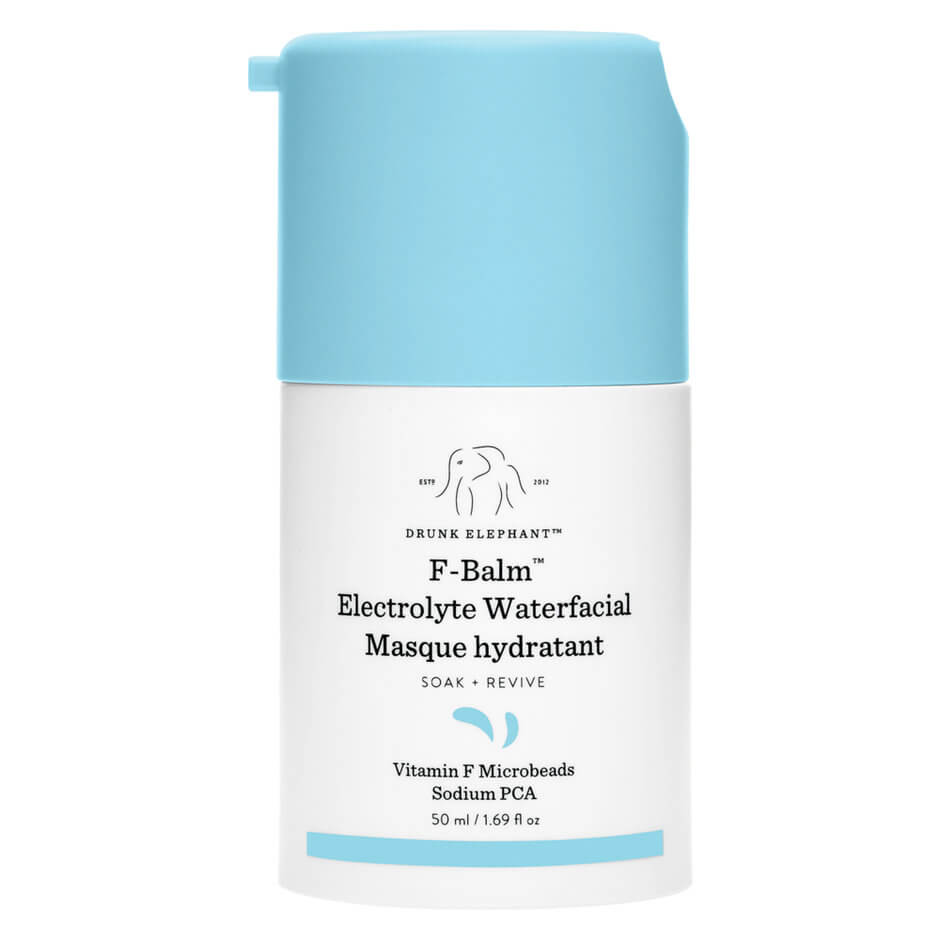 ESTD 2012
DRUNK ELEPHANT™
F-Balm™
Electrolyte Waterfacial
Masque hydratant
SOAK + REVIVE
Vitamin F Microbeads
Sodium PCA
50 ml / 1.69 fl oz